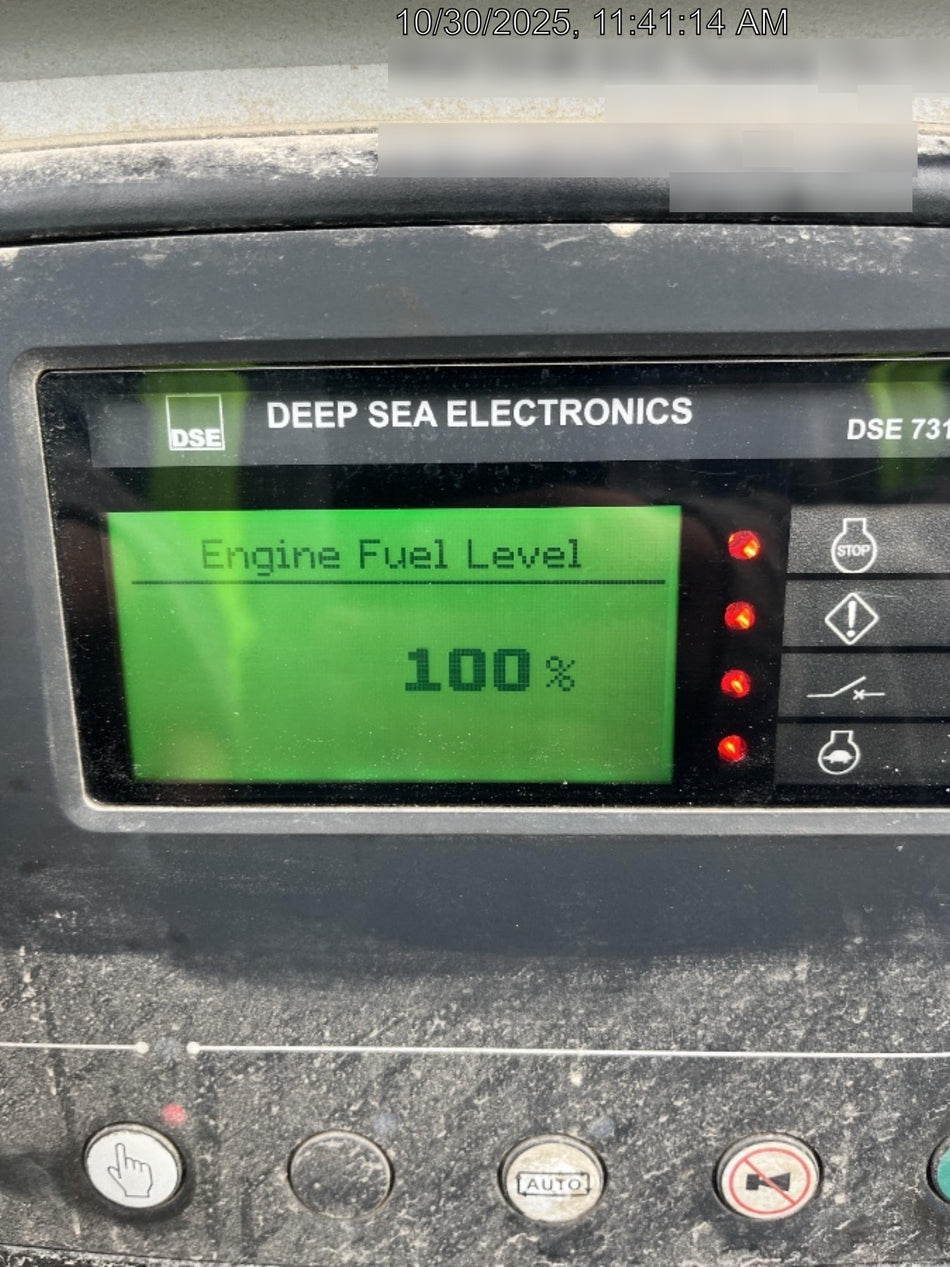 10/30/2025, 11:41:14 AM
DSE
DEEP SEA ELECTRONICS
DSE 731
Engine Fuel Level
100 %
STOP
AUTO